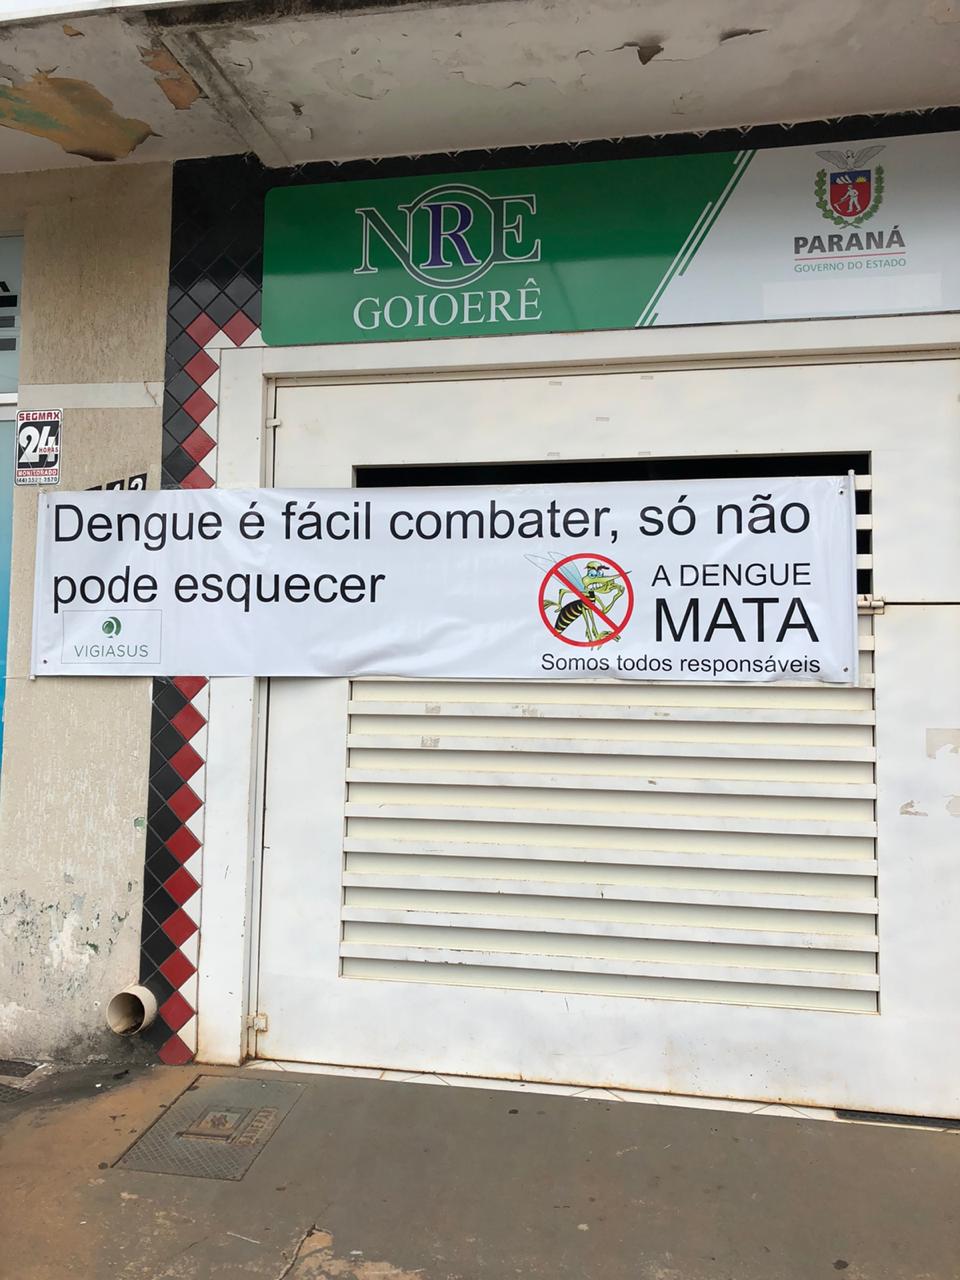 NRE
GOIOERÊ
PARANÁ
GOVERNO DO ESTADO
SEGMAX
24
HORAS
MONITORADO
Dengue é fácil combater, só não
pode esquecer
A DENGUE
MATA
Somos todos responsáveis
VIGIASUS
SANEPAR